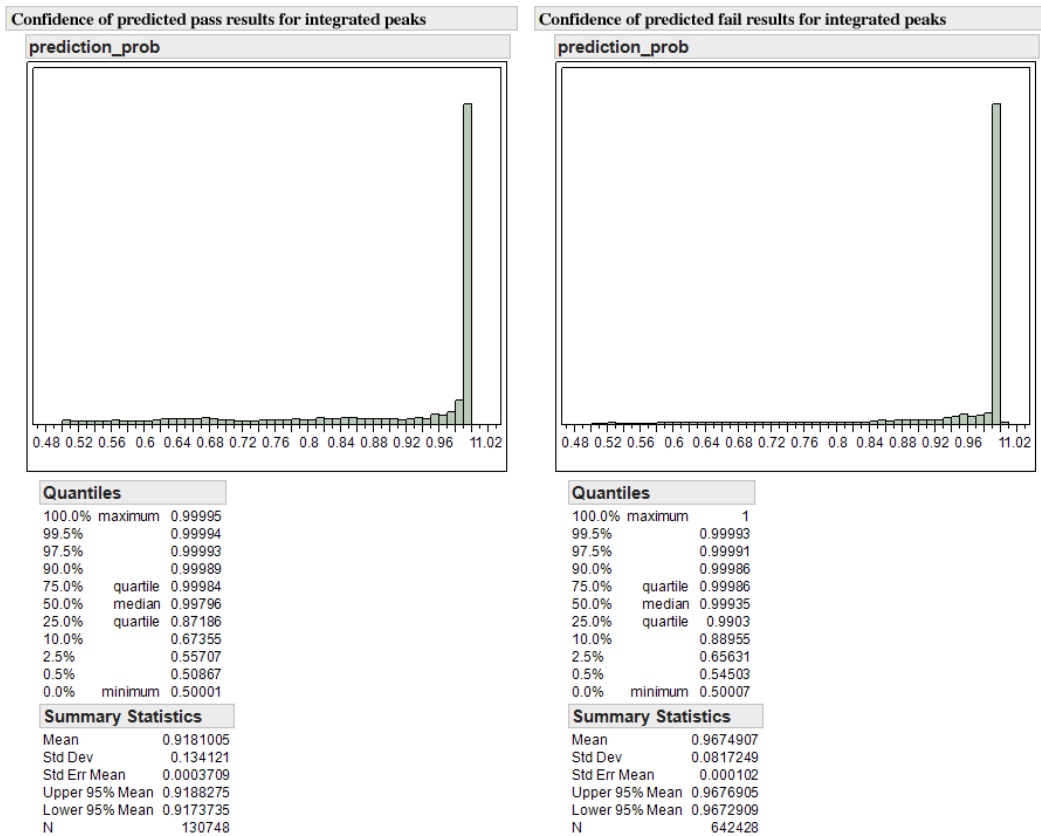 Confidence of predicted pass results for integrated peaks
prediction_prob
0.48 0.52 0.56 0.6 0.64 0.68 0.72 0.76 0.8 0.84 0.88 0.92 0.96 11.02
Quantiles
100.0% maximum 0.99995
99.5% 0.99994
97.5% 0.99993
90.0% 0.99989
75.0% quartile 0.99984
50.0% median 0.99796
25.0% quartile 0.87186
10.0% 0.67355
2.5% 0.55707
0.5% 0.50867
0.0% minimum 0.50001
Summary Statistics
Mean 0.9181005
Std Dev 0.134121
Std Err Mean 0.0003709
Upper 95% Mean 0.9188275
Lower 95% Mean 0.9173735
N 130748
Confidence of predicted fail results for integrated peaks
prediction_prob
0.48 0.52 0.56 0.6 0.64 0.68 0.72 0.76 0.8 0.84 0.88 0.92 0.96 11.02
Quantiles
100.0% maximum 1
99.5% 0.99993
97.5% 0.99991
90.0% 0.99986
75.0% quartile 0.99986
50.0% median 0.99935
25.0% quartile 0.9903
10.0% 0.88955
2.5% 0.65631
0.5% 0.54503
0.0% minimum 0.50007
Summary Statistics
Mean 0.9674907
Std Dev 0.0817249
Std Err Mean 0.000102
Upper 95% Mean 0.9676905
Lower 95% Mean 0.9672909
N 642428